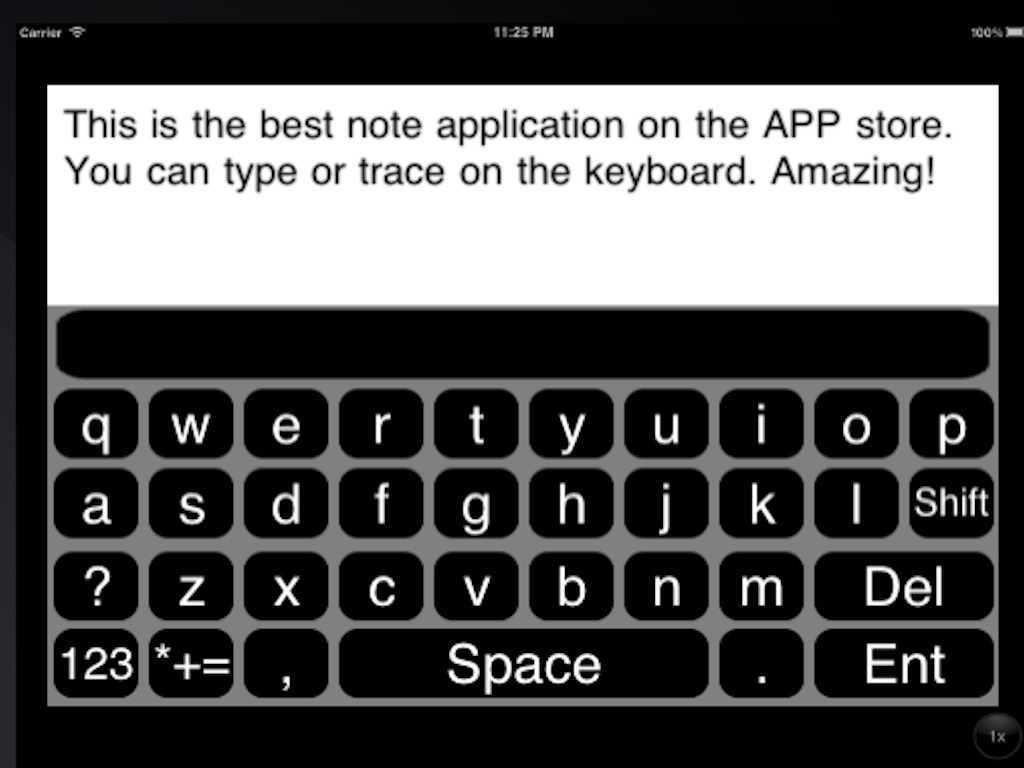 Carrier 11:25 PM 100%
This is the best note application on the APP store.
You can type or trace on the keyboard. Amazing!
q w e r t y u i o p
a s d f g h j k l Shift
? z x c v b n m Del
123 *+= , Space . Ent
1x